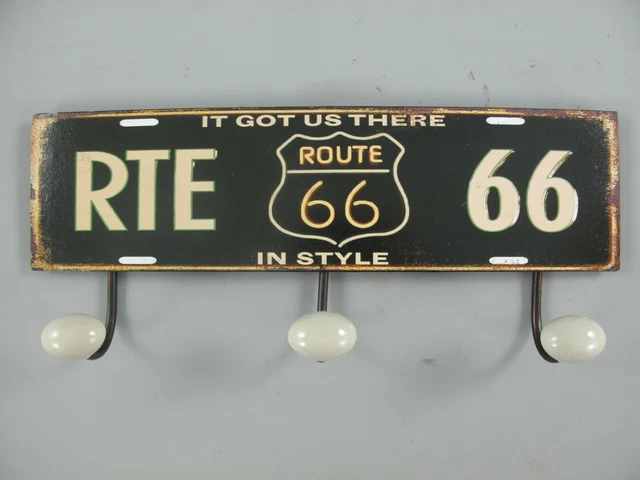 IT GOT US THERE
RTE
ROUTE
66
66
IN STYLE